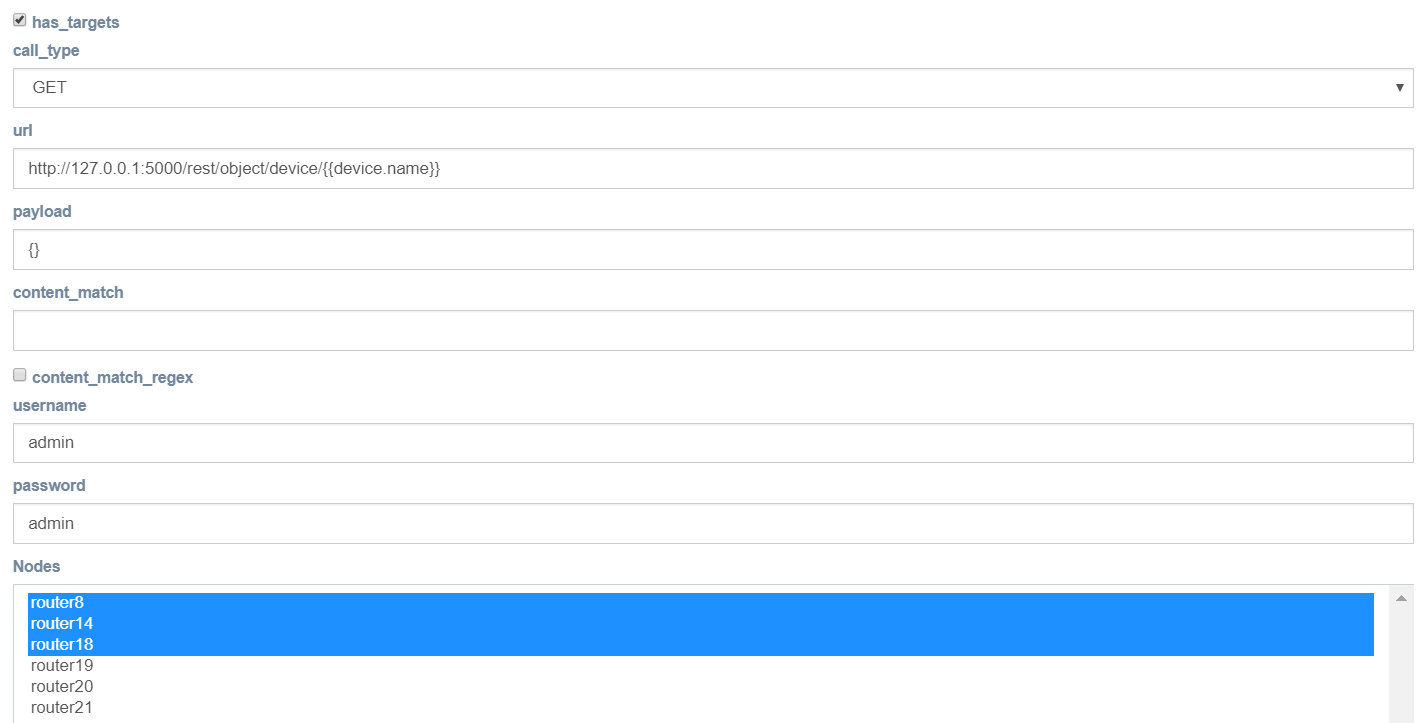 has_targets
call_type
GET
url
http://127.0.0.1:5000/rest/object/device/{{device.name}}
payload
{}
content_match
content_match_regex
username
admin
password
admin
Nodes
router8
router14
router18
router19
router20
router21